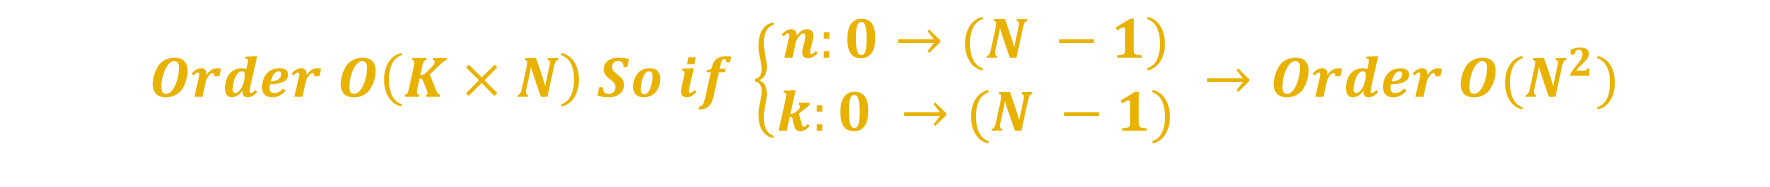 Order O(K × N) So if { n: 0 → (N − 1) → Order O(N²)
k: 0 → (N − 1)